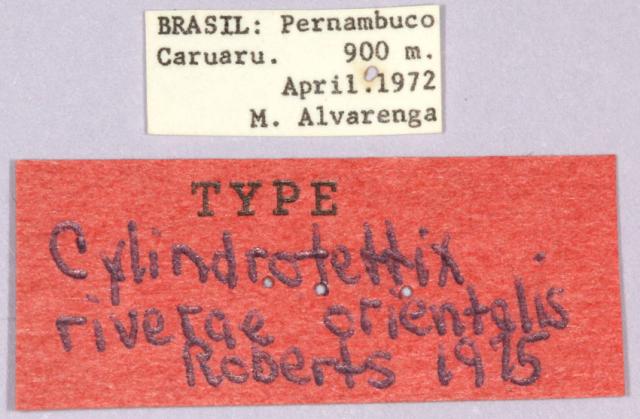 BRASIL: Pernambuco
Caruaru. 900 m.
April.1972
M. Alvarenga
TYPE
Cylindrotettix
riverae orientalis
Roberts 1975